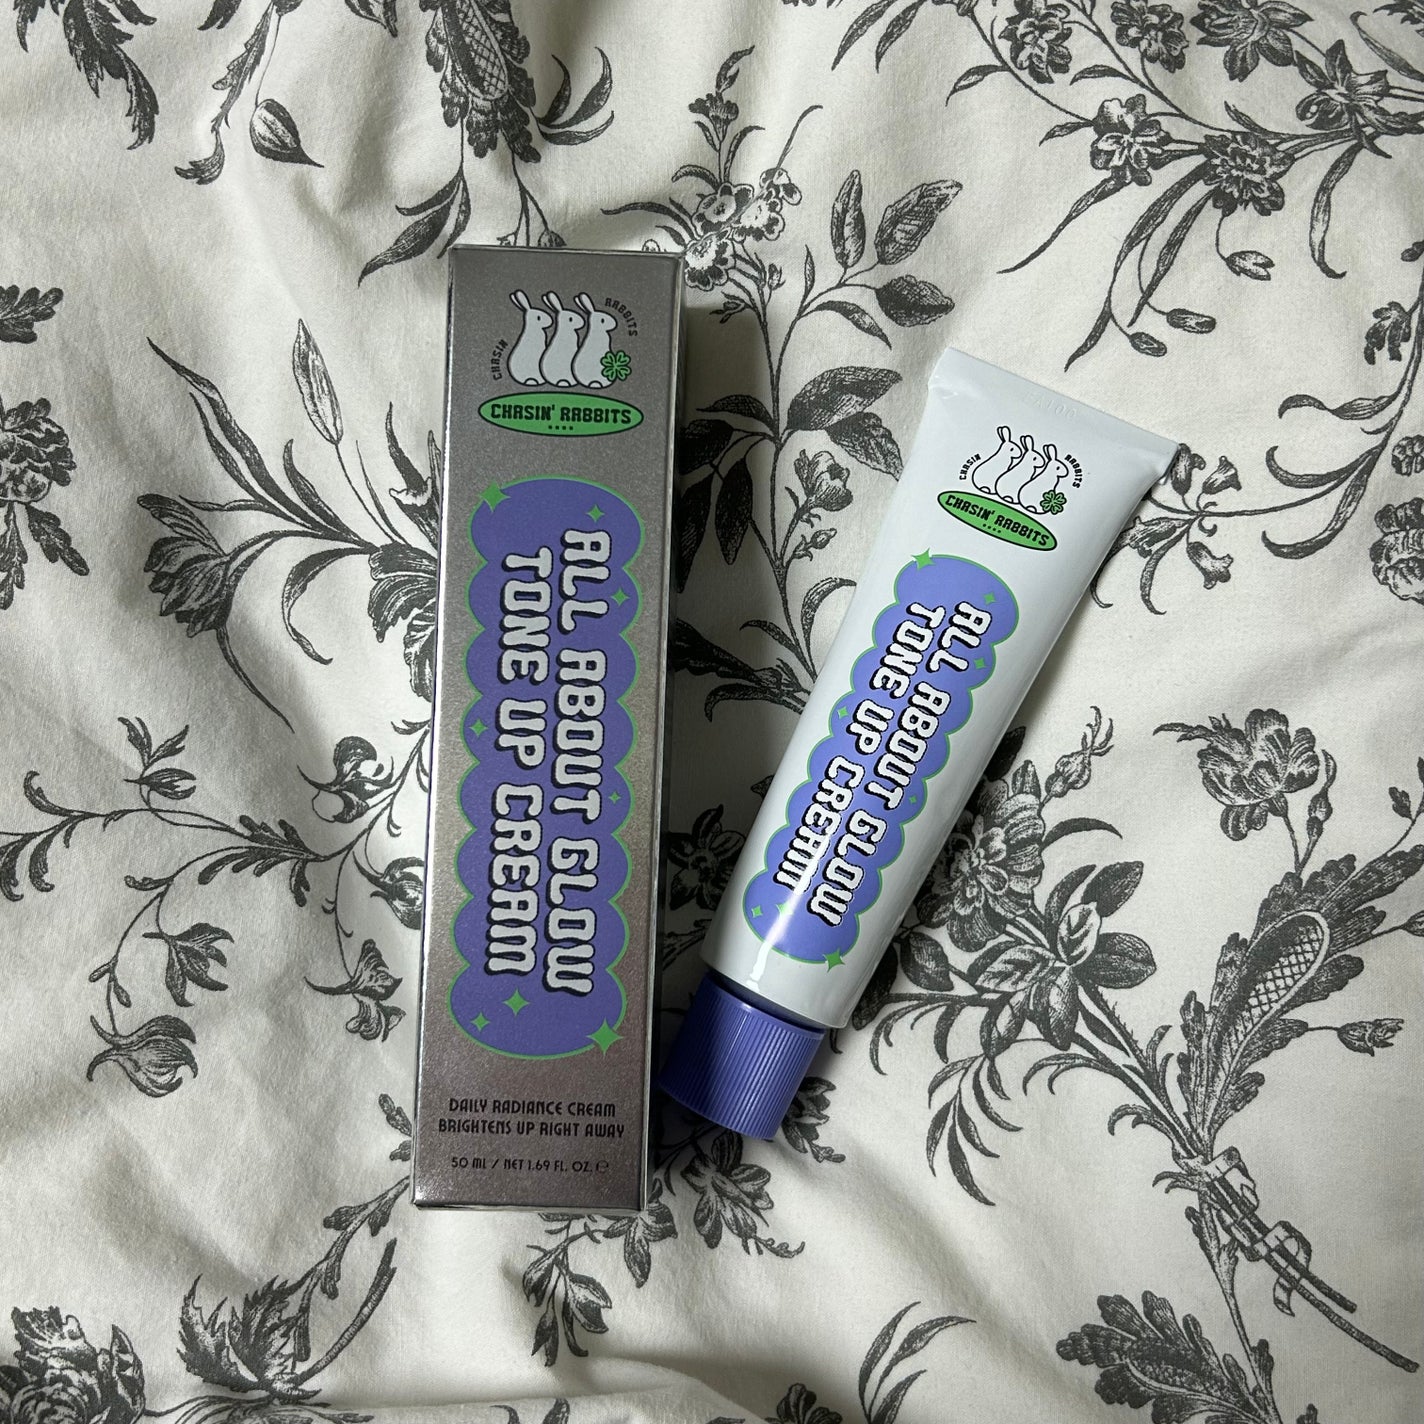 CHASIN'
RABBITS
CHASIN' RABBITS
ALL ABOUT GLOW
TONE UP CREAM
DAILY RADIANCE CREAM
BRIGHTENS UP RIGHT AWAY
50 ML / NET 1.69 FL. OZ. ℮
CHASIN'
RABBITS
CHASIN' RABBITS
ALL ABOUT GLOW
TONE UP CREAM